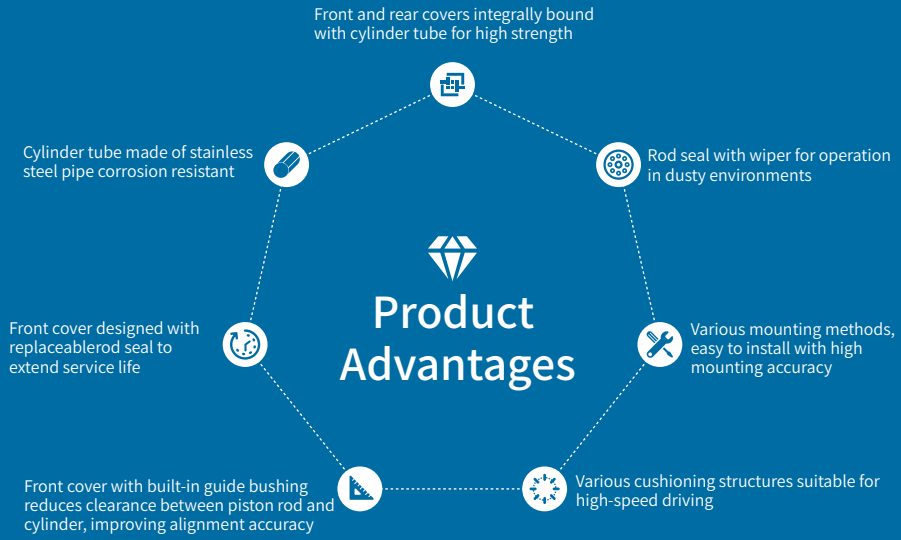 Front and rear covers integrally bound
with cylinder tube for high strength
Cylinder tube made of stainless
steel pipe corrosion resistant
Rod seal with wiper for operation
in dusty environments
Product
Advantages
Front cover designed with
replaceablerod seal to
extend service life
Various mounting methods,
easy to install with high
mounting accuracy
Front cover with built-in guide bushing
reduces clearance between piston rod and
cylinder, improving alignment accuracy
Various cushioning structures suitable for
high-speed driving